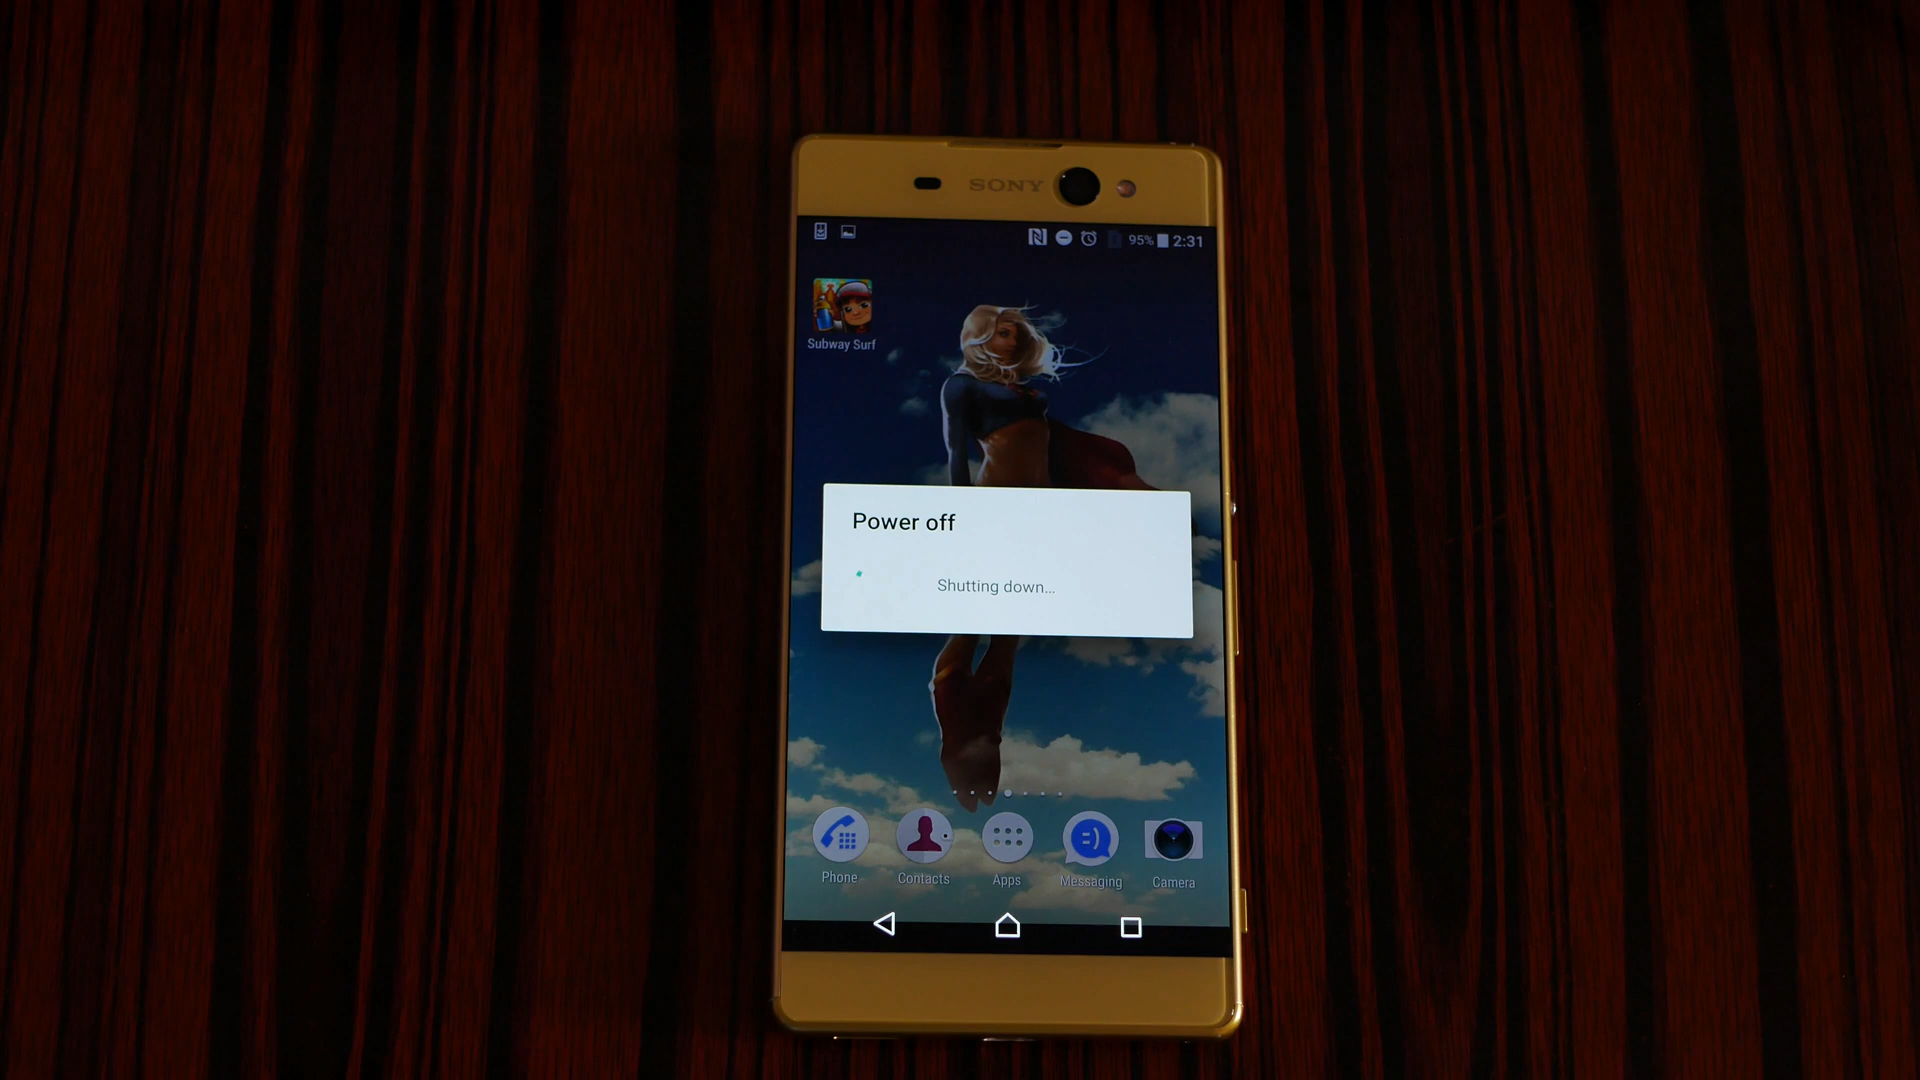 SONY
95% 2:31
Subway Surf
Power off
Shutting down...
Phone Contacts Apps Messaging Camera